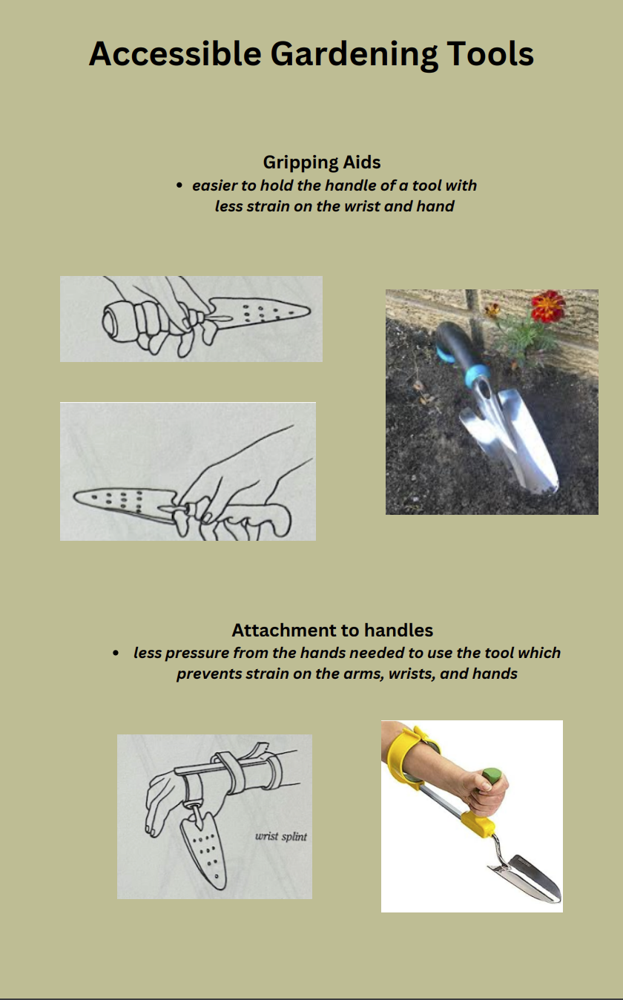 Accessible Gardening Tools
Gripping Aids
• easier to hold the handle of a tool with
less strain on the wrist and hand
Attachment to handles
• less pressure from the hands needed to use the tool which
prevents strain on the arms, wrists, and hands
wrist splint